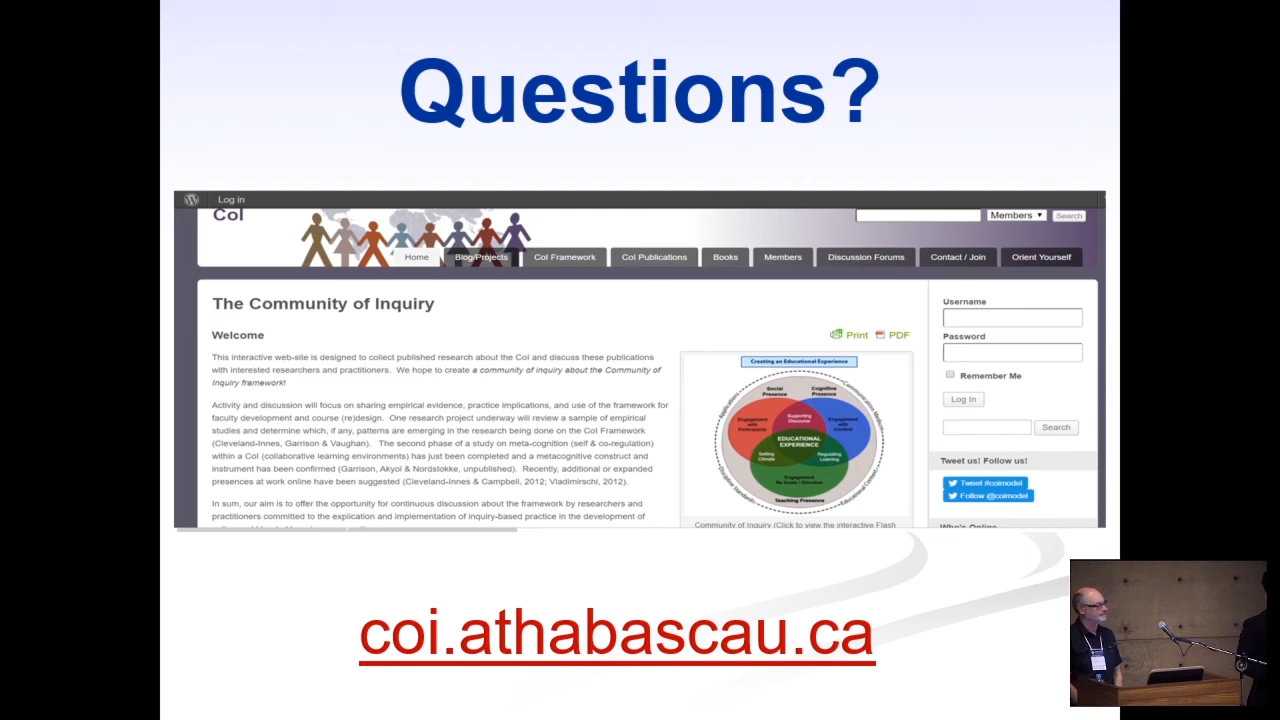 Questions?
Log in
CoI
Members ▼ Search
Home Blog/Projects CoI Framework CoI Publications Books Members Discussion Forums Contact / Join Orient Yourself
The Community of Inquiry
Welcome
Print PDF
This interactive web-site is designed to collect published research about the CoI and discuss these publications
with interested researchers and practitioners. We hope to create a community of inquiry about the Community of
Inquiry framework!
Activity and discussion will focus on sharing empirical evidence, practice implications, and use of the framework for
faculty development and course (re)design. One research project underway will review a sample of empirical
studies and determine which, if any, patterns are emerging in the research being done on the CoI Framework
(Cleveland-Innes, Garrison & Vaughan). The second phase of a study on meta-cognition (self & co-regulation)
within a CoI (collaborative learning environments) has just been completed and a metacognitive construct and
instrument has been confirmed (Garrison, Akyol & Nordstokke, unpublished). Recently, additional or expanded
presences at work online have been suggested (Cleveland-Innes & Campbell, 2012; Vladimirschi, 2012).
In sum, our aim is to offer the opportunity for continuous discussion about the framework by researchers and
practitioners committed to the explication and implementation of inquiry-based practice in the development of
Creating an Educational Experience
Communication Medium
Applications
Social
Presence
Cognitive
Presence
Engagement
with
Participants
Supporting
Discourse
Engagement
with
Content
EDUCATIONAL
EXPERIENCE
Setting
Climate
Regulating
Learning
Engagement
Re Goals / Direction
Teaching Presence
Disciplinary Standards
Educational Context
Community of Inquiry (Click to view the interactive Flash
Username
Password
Remember Me
Log In
Search
Tweet us! Follow us!
Tweet #coimodel
Follow @coimodel
Who's Online
coi.athabascau.ca